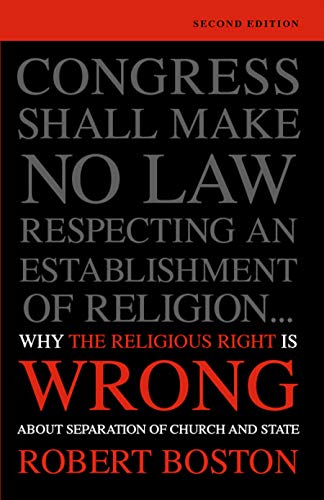 SECOND EDITION
CONGRESS
SHALL MAKE
NO LAW
RESPECTING AN
ESTABLISHMENT
OF RELIGION...
WHY THE RELIGIOUS RIGHT IS
WRONG
ABOUT SEPARATION OF CHURCH AND STATE
ROBERT BOSTON